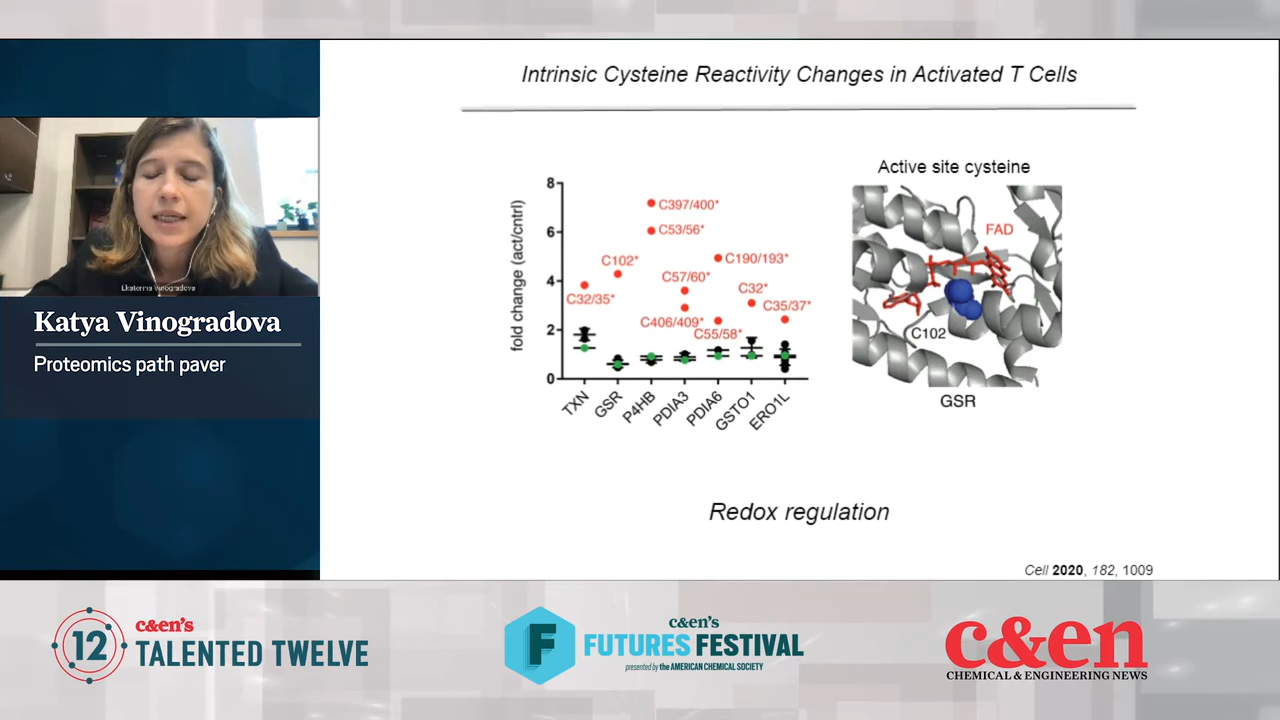 Intrinsic Cysteine Reactivity Changes in Activated T Cells
Ekaterina Vinogradova
Katya Vinogradova
Proteomics path paver
fold change (act/cntrl)
8
6
4
2
0
C32/35*
C102*
C397/400*
C53/56*
C57/60*
C406/409*
C190/193*
C55/58*
C32*
C35/37*
TXN
GSR
P4HB
PDIA3
PDIA6
GSTO1
ERO1L
Active site cysteine
FAD
C102
GSR
Redox regulation
Cell 2020, 182, 1009
12
c&en's
TALENTED TWELVE
F
c&en's
FUTURES FESTIVAL
presented by the AMERICAN CHEMICAL SOCIETY
c&en
CHEMICAL & ENGINEERING NEWS